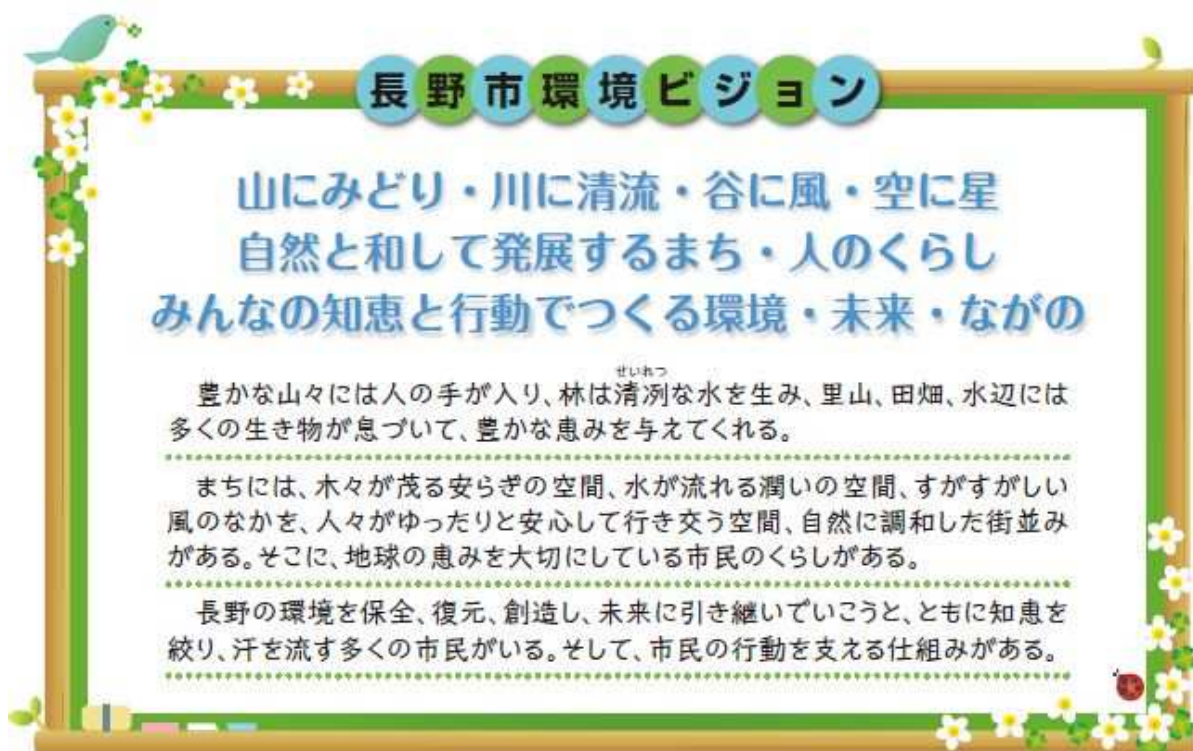 長野市環境ビジョン
山にみどり・川に清流・谷に風・空に星
自然と和して発展するまち・人のくらし
みんなの知恵と行動でつくる環境・未来・ながの
せいれつ
豊かな山々には人の手が入り、林は清冽な水を生み、里山、田畑、水辺には
多くの生き物が息づいて、豊かな恵みを与えてくれる。
まちには、木々が茂る安らぎの空間、水が流れる潤いの空間、すがすがしい
風のなかを、人々がゆったりと安心して行き交う空間、自然に調和した街並み
がある。そこに、地球の恵みを大切にしている市民のくらしがある。
長野の環境を保全、復元、創造し、未来に引き継いでいこうと、ともに知恵を
絞り、汗を流す多くの市民がいる。そして、市民の行動を支える仕組みがある。